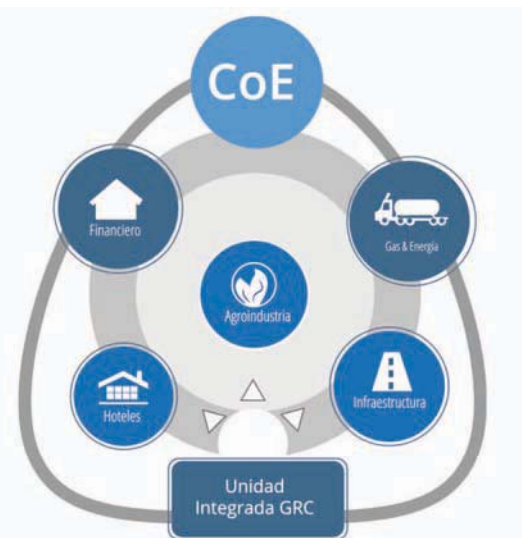 CoE
Financiero
Gas & Energía
Agroindustria
Hoteles
Infraestructura
Unidad
Integrada GRC